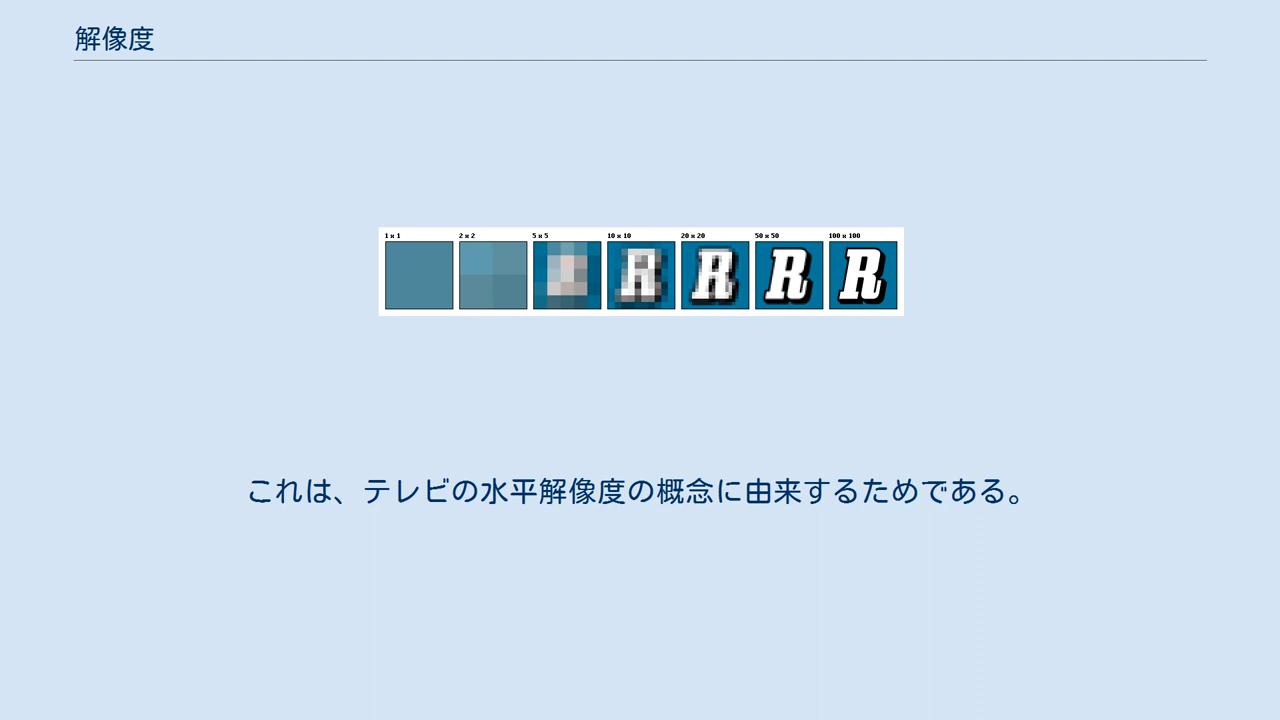 解像度
1 x 1 2 x 2 5 x 5 10 x 10 20 x 20 50 x 50 100 x 100
R R R R
これは、テレビの水平解像度の概念に由来するためである。